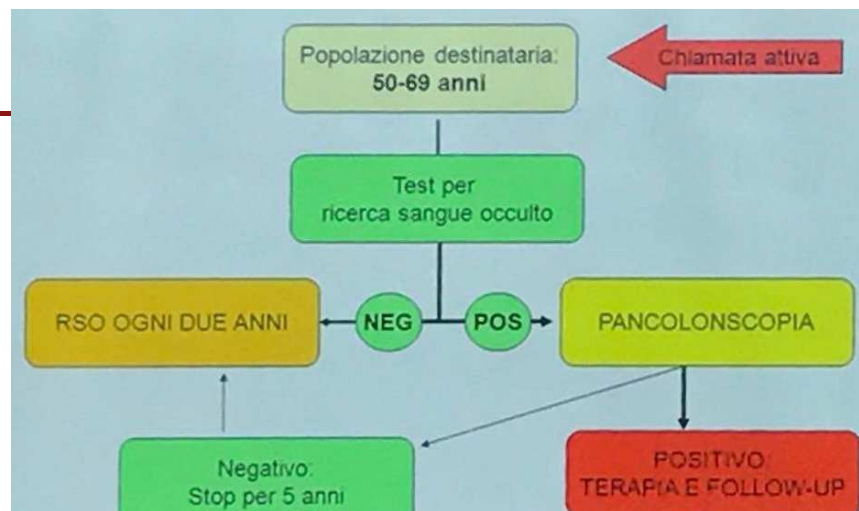 Popolazione destinataria:
50-69 anni
Chiamata attiva
Test per
ricerca sangue occulto
RSO OGNI DUE ANNI
NEG
POS
PANCOLONSCOPIA
Negativo:
Stop per 5 anni
POSITIVO:
TERAPIA E FOLLOW-UP